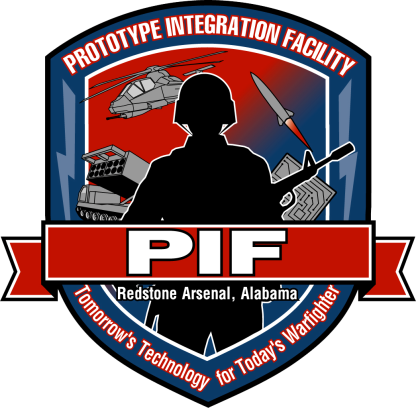 PROTOTYPE INTEGRATION FACILITY
PIF
Redstone Arsenal, Alabama
Tomorrow's Technology for Today's Warfighter